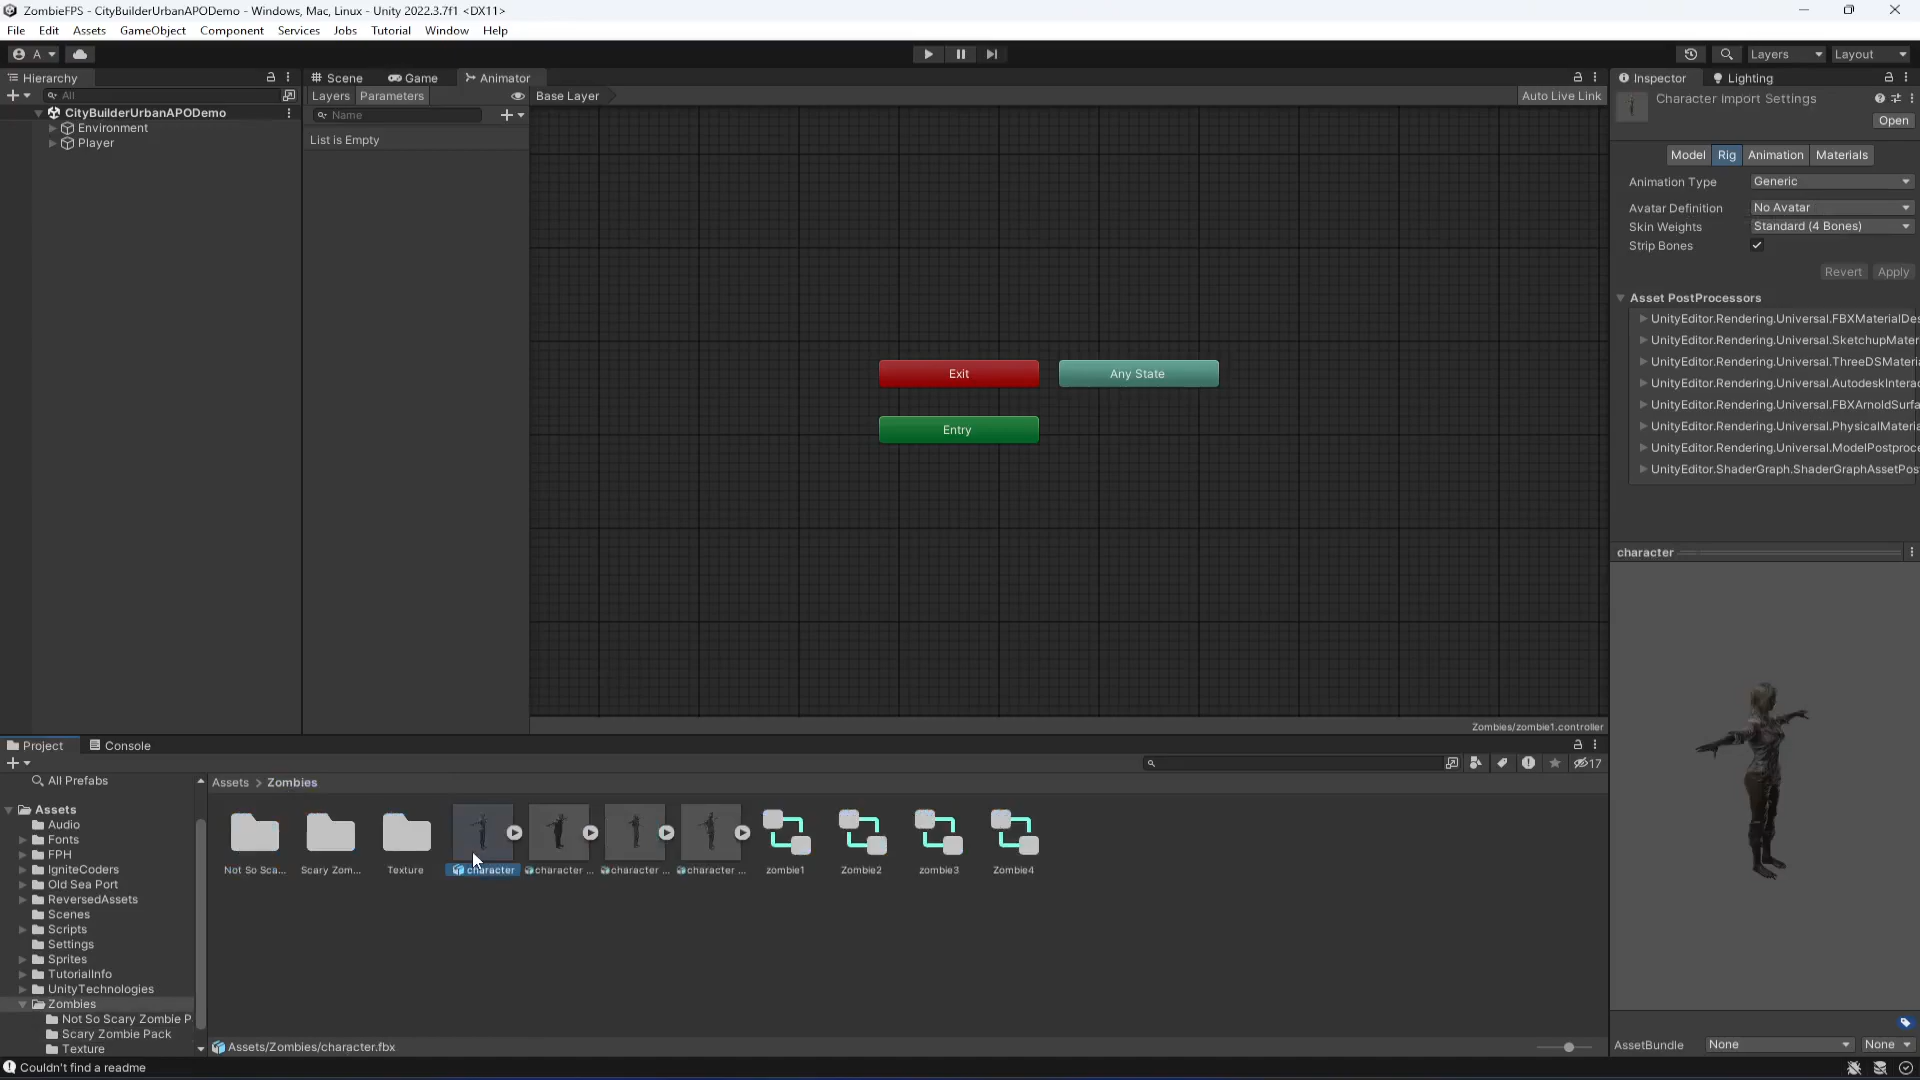 ZombieFPS - CityBuilderUrbanAPODemo - Windows, Mac, Linux - Unity 2022.3.7f1 <DX11>
File Edit Assets GameObject Component Services Jobs Tutorial Window Help
A
Layers
Layout
Hierarchy
All
CityBuilderUrbanAPODemo
Environment
Player
Scene Game Animator
Layers Parameters
Base Layer
Auto Live Link
Name
List is Empty
Exit
Any State
Entry
Zombies/zombie1.controller
Inspector Lighting
Character Import Settings
Open
Model Rig Animation Materials
Animation Type Generic
Avatar Definition No Avatar
Skin Weights Standard (4 Bones)
Strip Bones
Revert Apply
Asset PostProcessors
UnityEditor.Rendering.Universal.FBXMaterialDes
UnityEditor.Rendering.Universal.SketchupMater
UnityEditor.Rendering.Universal.ThreeDSMateria
UnityEditor.Rendering.Universal.AutodeskInterac
UnityEditor.Rendering.Universal.FBXArnoldSurfa
UnityEditor.Rendering.Universal.PhysicalMateria
UnityEditor.Rendering.Universal.ModelPostproce
UnityEditor.ShaderGraph.ShaderGraphAssetPos
character
AssetBundle None None
Project Console
17
All Prefabs
Assets
Audio
Fonts
FPH
IgniteCoders
Old Sea Port
ReversedAssets
Scenes
Scripts
Settings
Sprites
TutorialInfo
UnityTechnologies
Zombies
Not So Scary Zombie P
Scary Zombie Pack
Texture
Assets > Zombies
Not So Sca... Scary Zom... Texture character character ... character ... character ... zombie1 Zombie2 zombie3 Zombie4
Assets/Zombies/character.fbx
Couldn't find a readme